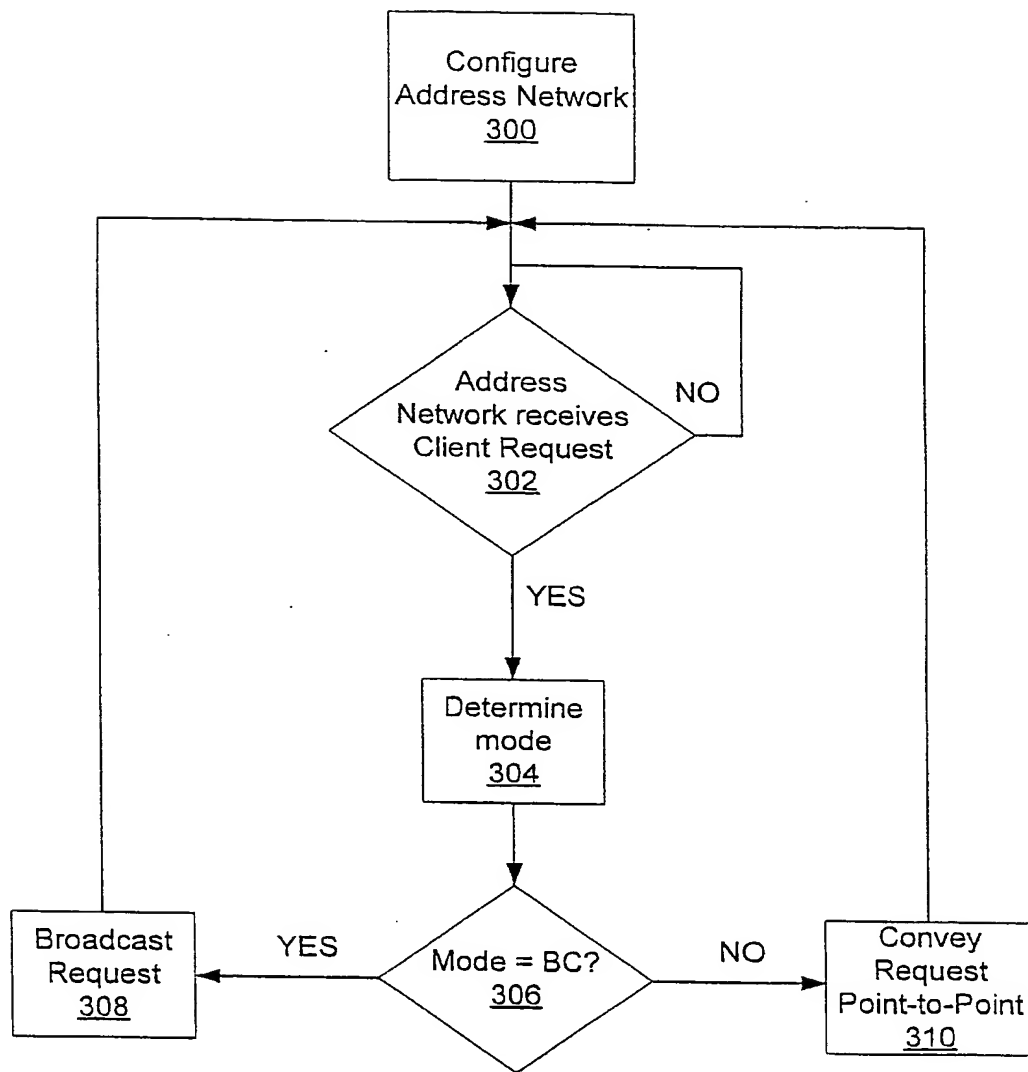 Configure
Address Network
300
Address
Network receives
Client Request
302
NO
YES
Determine
mode
304
Mode = BC?
306
YES
NO
Broadcast
Request
308
Convey
Request
Point-to-Point
310